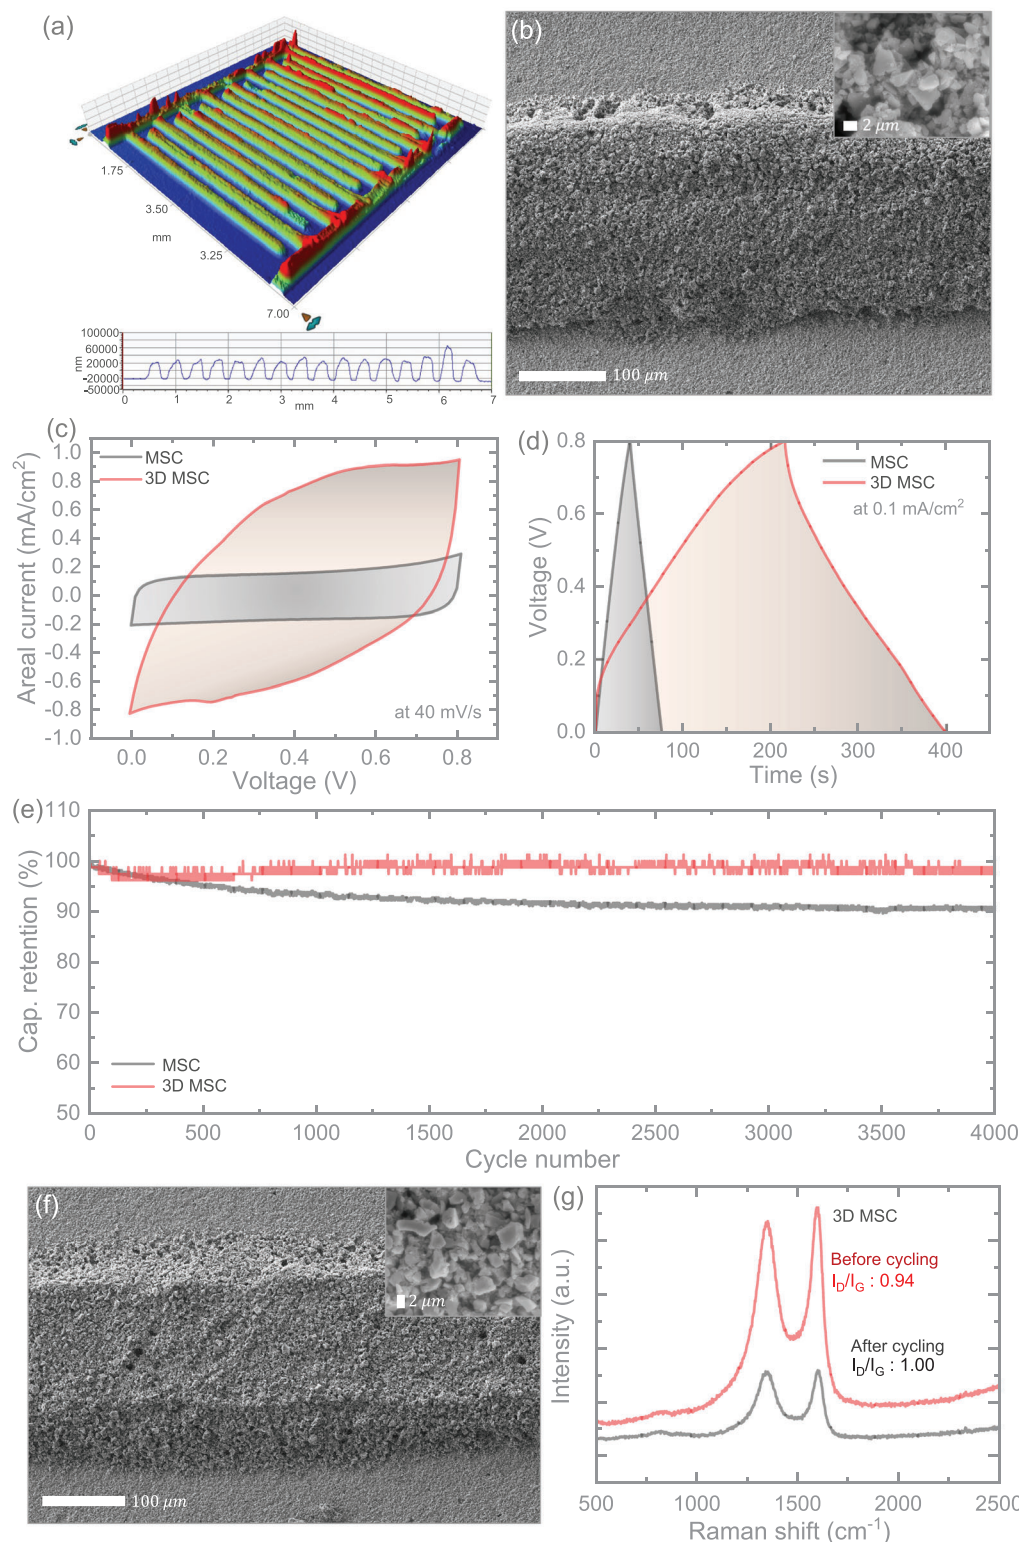 (a)
1.75
3.50
mm
3.25
7.00
100000
60000
20000
-20000
-50000
nm
0 1 2 3 4 5 6 7
mm
(b)
2 μm
100 μm
(c)
MSC
3D MSC
1.0
0.8
0.6
0.4
0.2
0.0
-0.2
-0.4
-0.6
-0.8
-1.0
Areal current (mA/cm²)
at 40 mV/s
0.0 0.2 0.4 0.6 0.8
Voltage (V)
(d)
MSC
3D MSC
at 0.1 mA/cm²
0.8
0.6
0.4
0.2
0.0
Voltage (V)
0 100 200 300 400
Time (s)
(e)
110
100
90
80
70
60
50
Cap. retention (%)
MSC
3D MSC
0 500 1000 1500 2000 2500 3000 3500 4000
Cycle number
(f)
2 μm
100 μm
(g)
3D MSC
Before cycling
I_D/I_G : 0.94
After cycling
I_D/I_G : 1.00
Intensity (a.u.)
500 1000 1500 2000 2500
Raman shift (cm⁻¹)